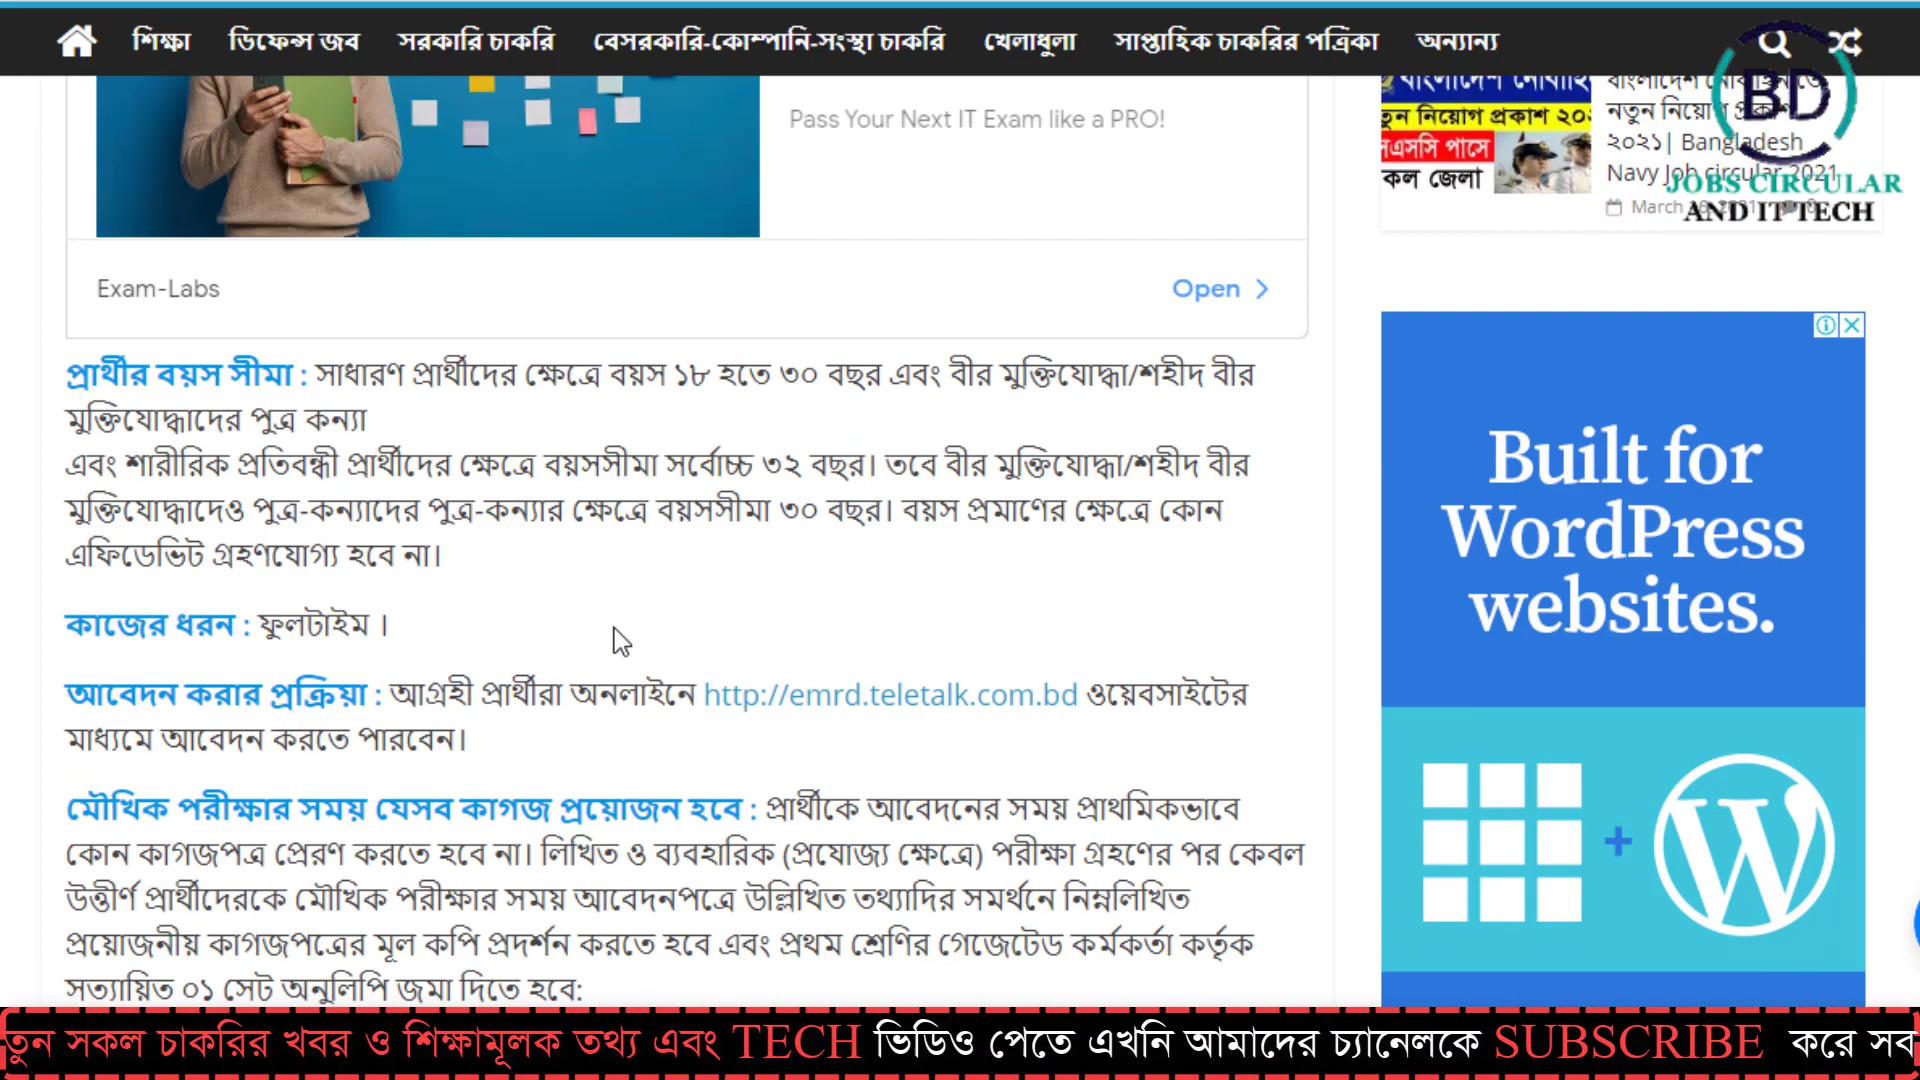 শিক্ষা ডিফেন্স জব সরকারি চাকরি বেসরকারি-কোম্পানি-সংস্থা চাকরি খেলাধুলা সাপ্তাহিক চাকরির পত্রিকা অন্যান্য
Pass Your Next IT Exam like a PRO!
Exam-Labs
Open
প্রার্থীর বয়স সীমা : সাধারণ প্রার্থীদের ক্ষেত্রে বয়স ১৮ হতে ৩০ বছর এবং বীর মুক্তিযোদ্ধা/শহীদ বীর
মুক্তিযোদ্ধাদের পুত্র কন্যা
এবং শারীরিক প্রতিবন্ধী প্রার্থীদের ক্ষেত্রে বয়সসীমা সর্বোচ্চ ৩২ বছর। তবে বীর মুক্তিযোদ্ধা/শহীদ বীর
মুক্তিযোদ্ধাদেও পুত্র-কন্যাদের পুত্র-কন্যার ক্ষেত্রে বয়সসীমা ৩০ বছর। বয়স প্রমাণের ক্ষেত্রে কোন
এফিডেভিট গ্রহণযোগ্য হবে না।
কাজের ধরন : ফুলটাইম ।
আবেদন করার প্রক্রিয়া : আগ্রহী প্রার্থীরা অনলাইনে http://emrd.teletalk.com.bd ওয়েবসাইটের
মাধ্যমে আবেদন করতে পারবেন।
মৌখিক পরীক্ষার সময় যেসব কাগজ প্রয়োজন হবে : প্রার্থীকে আবেদনের সময় প্রাথমিকভাবে
কোন কাগজপত্র প্রেরণ করতে হবে না। লিখিত ও ব্যবহারিক (প্রযোজ্য ক্ষেত্রে) পরীক্ষা গ্রহণের পর কেবল
উত্তীর্ণ প্রার্থীদেরকে মৌখিক পরীক্ষার সময় আবেদনপত্রে উল্লিখিত তথ্যাদির সমর্থনে নিম্নলিখিত
প্রয়োজনীয় কাগজপত্রের মূল কপি প্রদর্শন করতে হবে এবং প্রথম শ্রেণির গেজেটেড কর্মকর্তা কর্তৃক
সত্যায়িত ০১ সেট অনুলিপি জমা দিতে হবে:
বাংলাদেশ
নিয়োগ প্রকাশ
এসএসসি পাসে
কল জেলা
বাংলাদেশ
নতুন নিয়োগ প্রকাশ
২০২১| Bangladesh
Navy Job circular 2021
March
BD
JOBS CIRCULAR
AND IT TECH
Built for
WordPress
websites.
+
W
তুন সকল চাকরির খবর ও শিক্ষামূলক তথ্য এবং TECH ভিডিও পেতে এখনি আমাদের চ্যানেলকে SUBSCRIBE করে সব